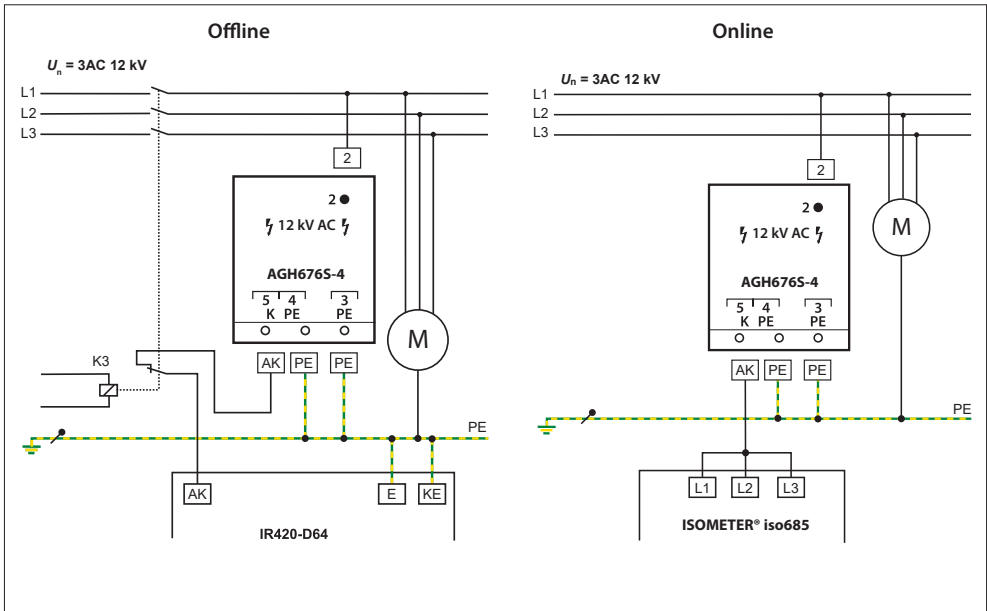 Offline
Un = 3AC 12 kV
L1
L2
L3
2
2
12 kV AC
AGH676S-4
5 4 3
K PE PE
M
K3
AK PE PE
PE
AK E KE
IR420-D64
Online
Un = 3AC 12 kV
L1
L2
L3
2
2
12 kV AC
M
AGH676S-4
5 4 3
K PE PE
AK PE PE
PE
L1 L2 L3
ISOMETER® iso685